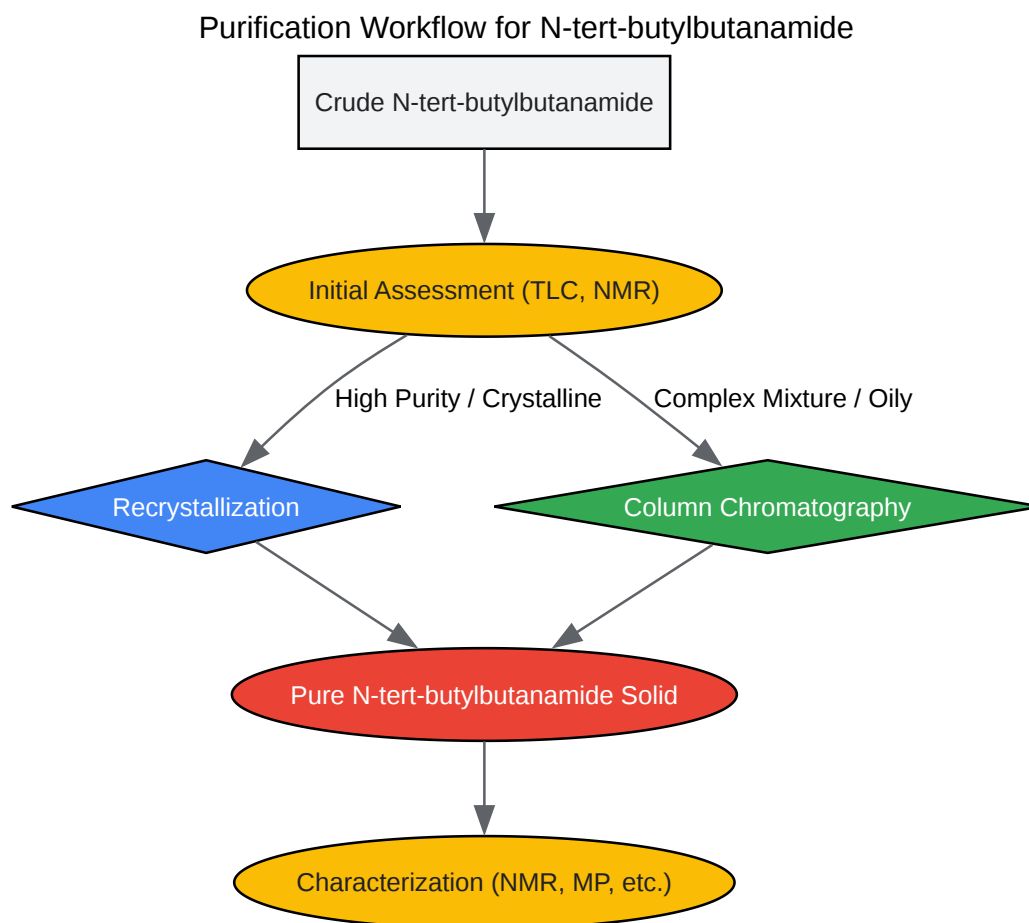 Purification Workflow for N-tert-butylbutanamide
Crude N-tert-butylbutanamide
Initial Assessment (TLC, NMR)
High Purity / Crystalline
Complex Mixture / Oily
Recrystallization
Column Chromatography
Pure N-tert-butylbutanamide Solid
Characterization (NMR, MP, etc.)